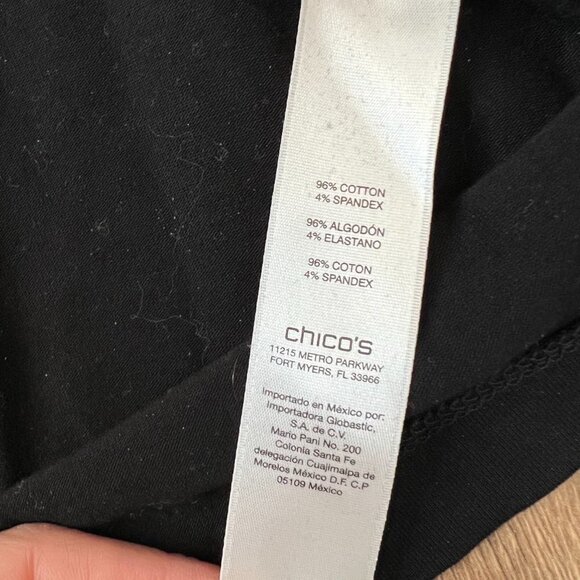 96% COTTON
4% SPANDEX
96% ALGODÓN
4% ELASTANO
96% COTON
4% SPANDEX
chico's
11215 METRO PARKWAY
FORT MYERS, FL 33966
Importado en México por:
Importadora Globastic,
S.A. de C.V.
Mario Pani No. 200
Colonia Santa Fe
delegación Cuajimalpa de
Morelos México D.F. C.P
05109 México